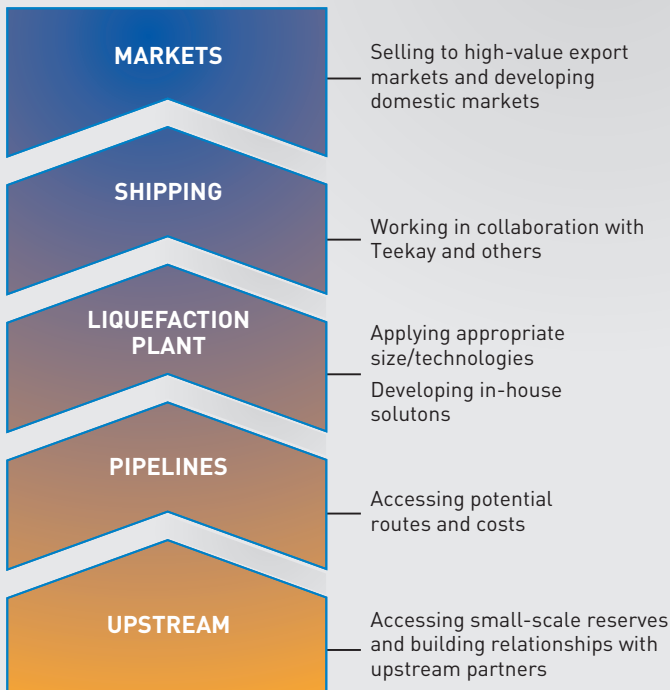 MARKETS
Selling to high-value export
markets and developing
domestic markets
SHIPPING
Working in collaboration with
Teekay and others
LIQUEFACTION
PLANT
Applying appropriate
size/technologies
Developing in-house
solutons
PIPELINES
Accessing potential
routes and costs
UPSTREAM
Accessing small-scale reserves
and building relationships with
upstream partners